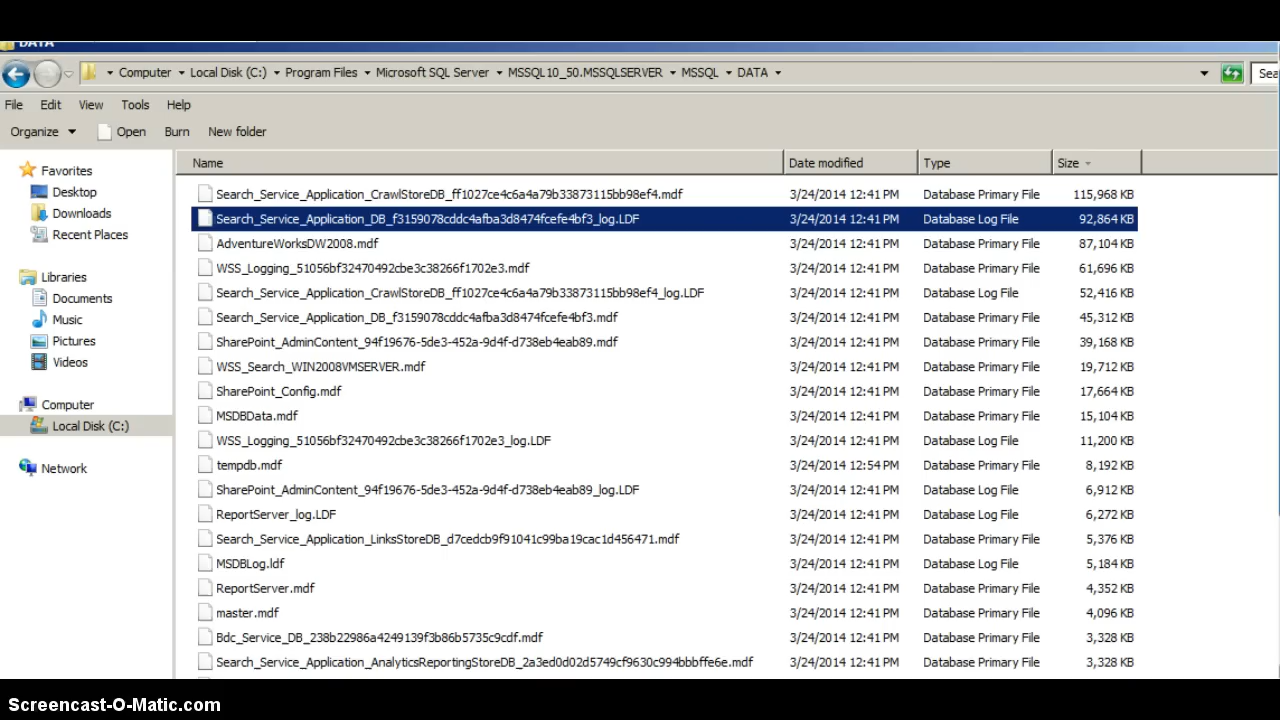 DATA
Computer Local Disk (C:) Program Files Microsoft SQL Server MSSQL10_50.MSSQLSERVER MSSQL DATA Sea
File Edit View Tools Help
Organize Open Burn New folder
Name Date modified Type Size
Favorites
Desktop
Downloads
Recent Places
Libraries
Documents
Music
Pictures
Videos
Computer
Local Disk (C:)
Network
Search_Service_Application_CrawlStoreDB_ff1027ce4c6a4a79b33873115bb98ef4.mdf 3/24/2014 12:41 PM Database Primary File 115,968 KB
Search_Service_Application_DB_f3159078cddc4afba3d8474fcefe4bf3_log.LDF 3/24/2014 12:41 PM Database Log File 92,864 KB
AdventureWorksDW2008.mdf 3/24/2014 12:41 PM Database Primary File 87,104 KB
WSS_Logging_51056bf32470492cbe3c38266f1702e3.mdf 3/24/2014 12:41 PM Database Primary File 61,696 KB
Search_Service_Application_CrawlStoreDB_ff1027ce4c6a4a79b33873115bb98ef4_log.LDF 3/24/2014 12:41 PM Database Log File 52,416 KB
Search_Service_Application_DB_f3159078cddc4afba3d8474fcefe4bf3.mdf 3/24/2014 12:41 PM Database Primary File 45,312 KB
SharePoint_AdminContent_94f19676-5de3-452a-9d4f-d738eb4eab89.mdf 3/24/2014 12:41 PM Database Primary File 39,168 KB
WSS_Search_WIN2008VMSERVER.mdf 3/24/2014 12:41 PM Database Primary File 19,712 KB
SharePoint_Config.mdf 3/24/2014 12:41 PM Database Primary File 17,664 KB
MSDBData.mdf 3/24/2014 12:41 PM Database Primary File 15,104 KB
WSS_Logging_51056bf32470492cbe3c38266f1702e3_log.LDF 3/24/2014 12:41 PM Database Log File 11,200 KB
tempdb.mdf 3/24/2014 12:54 PM Database Primary File 8,192 KB
SharePoint_AdminContent_94f19676-5de3-452a-9d4f-d738eb4eab89_log.LDF 3/24/2014 12:41 PM Database Log File 6,912 KB
ReportServer_log.LDF 3/24/2014 12:41 PM Database Log File 6,272 KB
Search_Service_Application_LinksStoreDB_d7cedcb9f91041c99ba19cac1d456471.mdf 3/24/2014 12:41 PM Database Primary File 5,376 KB
MSDBLog.ldf 3/24/2014 12:41 PM Database Log File 5,184 KB
ReportServer.mdf 3/24/2014 12:41 PM Database Primary File 4,352 KB
master.mdf 3/24/2014 12:41 PM Database Primary File 4,096 KB
Bdc_Service_DB_238b22986a4249139f3b86b5735c9cdf.mdf 3/24/2014 12:41 PM Database Primary File 3,328 KB
Search_Service_Application_AnalyticsReportingStoreDB_2a3ed0d02d5749cf9630c994bbbffe6e.mdf 3/24/2014 12:41 PM Database Primary File 3,328 KB
Screencast-O-Matic.com